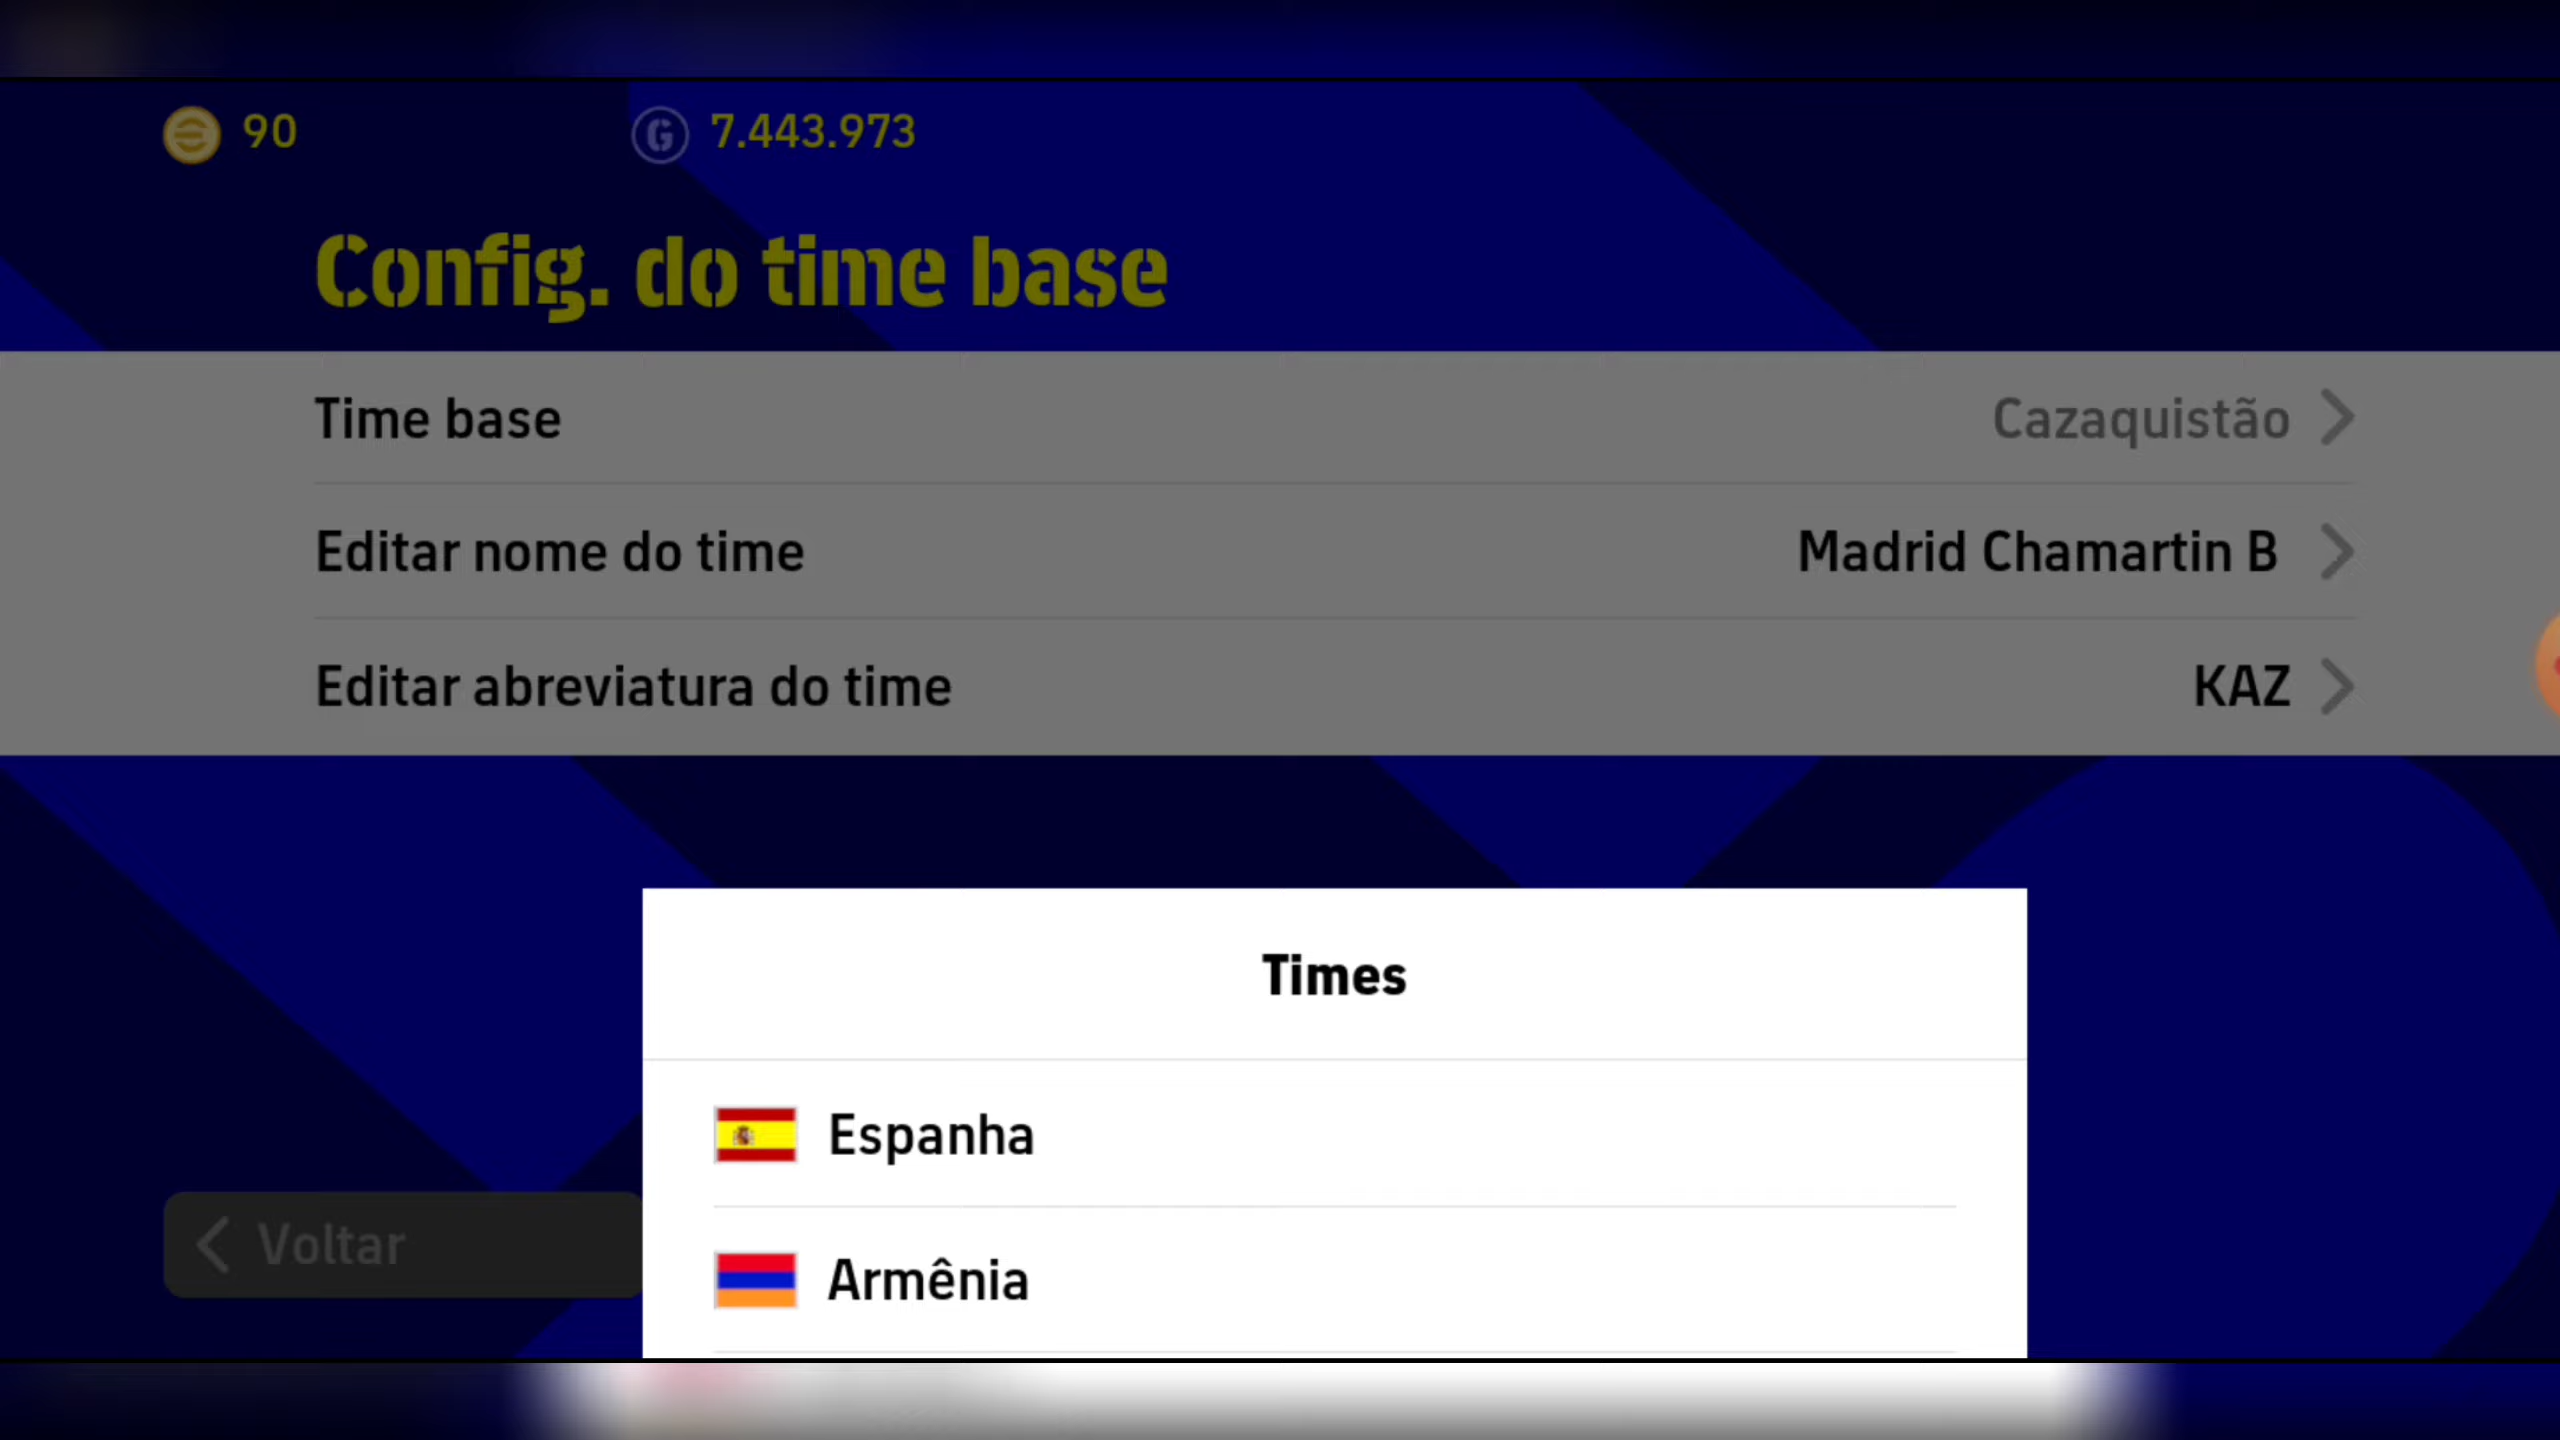 90 7.443.973
Config. do time base
Time base Cazaquistão
Editar nome do time Madrid Chamartin B
Editar abreviatura do time KAZ
Times
Espanha
Armênia
Voltar